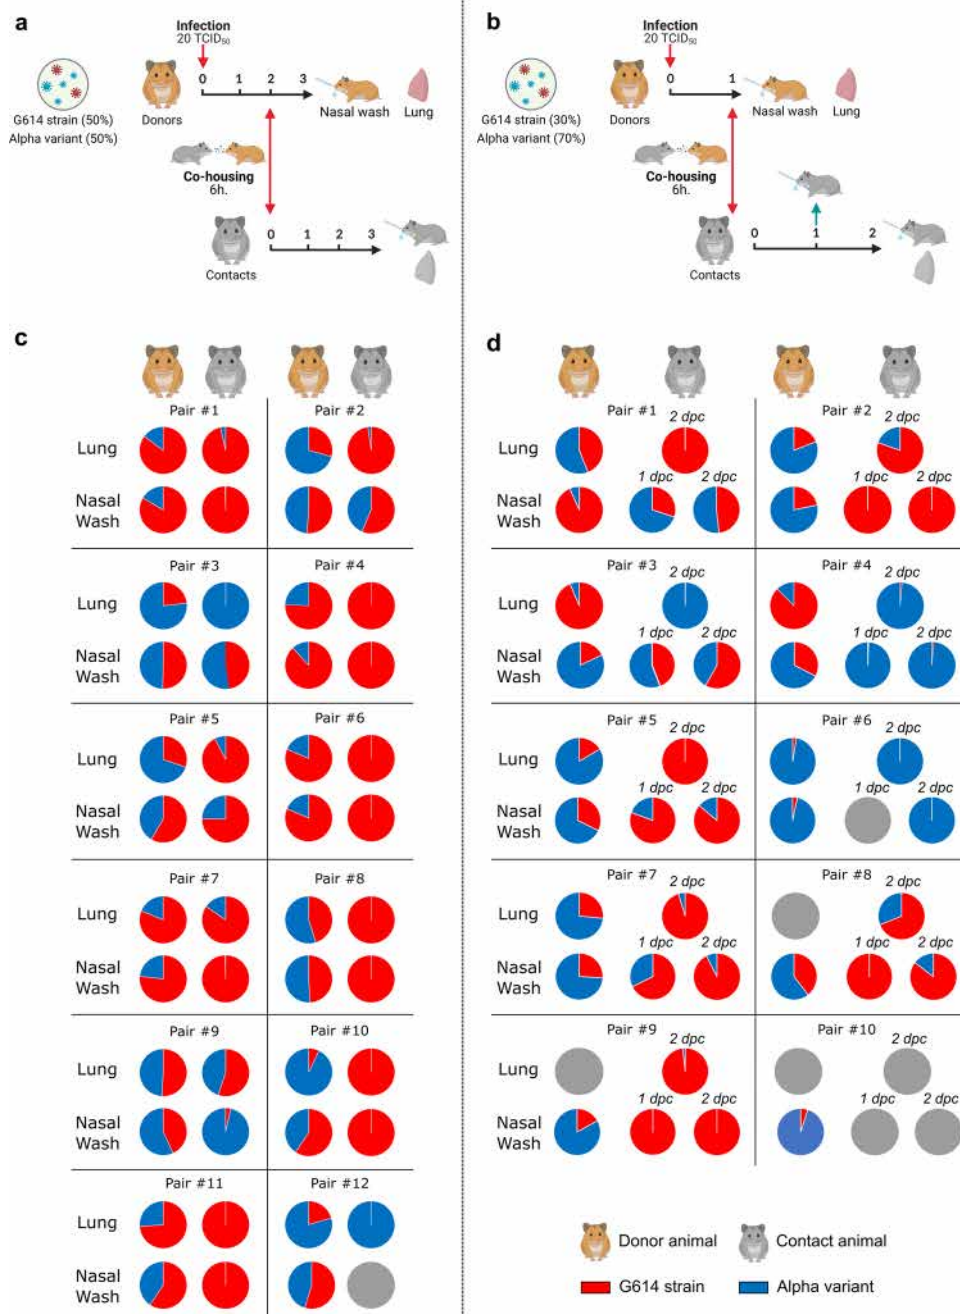 a
Infection
20 TCID₅₀
0 1 2 3
G614 strain (50%)
Alpha variant (50%)
Donors
Nasal wash
Lung
Co-housing
6h.
0 1 2 3
Contacts
b
Infection
20 TCID₅₀
0 1
G614 strain (30%)
Alpha variant (70%)
Donors
Nasal wash
Lung
Co-housing
6h.
0 1 2
Contacts
c
Pair #1 Pair #2
Lung
Nasal
Wash
Pair #3 Pair #4
Lung
Nasal
Wash
Pair #5 Pair #6
Lung
Nasal
Wash
Pair #7 Pair #8
Lung
Nasal
Wash
Pair #9 Pair #10
Lung
Nasal
Wash
Pair #11 Pair #12
Lung
Nasal
Wash
d
Pair #1 2 dpc Pair #2 2 dpc
Lung
1 dpc 2 dpc 1 dpc 2 dpc
Nasal
Wash
Pair #3 2 dpc Pair #4 2 dpc
Lung
1 dpc 2 dpc 1 dpc 2 dpc
Nasal
Wash
Pair #5 2 dpc Pair #6 2 dpc
Lung
1 dpc 2 dpc 1 dpc 2 dpc
Nasal
Wash
Pair #7 2 dpc Pair #8 2 dpc
Lung
1 dpc 2 dpc 1 dpc 2 dpc
Nasal
Wash
Pair #9 2 dpc Pair #10 2 dpc
Lung
1 dpc 2 dpc 1 dpc 2 dpc
Nasal
Wash
Donor animal Contact animal
G614 strain Alpha variant